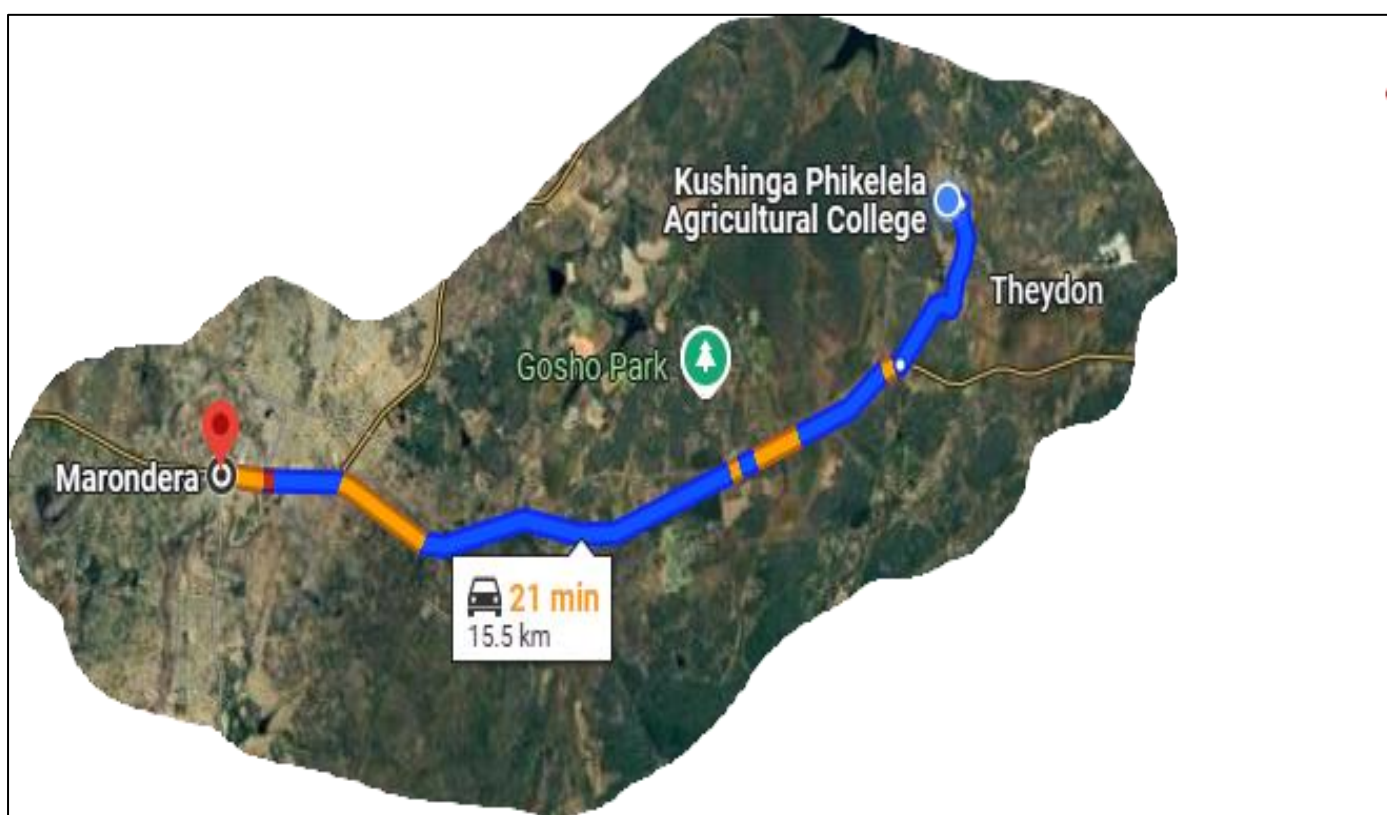 Kushinga Phikelela
Agricultural College
Theydon
Gosho Park
Marondera
21 min
15.5 km